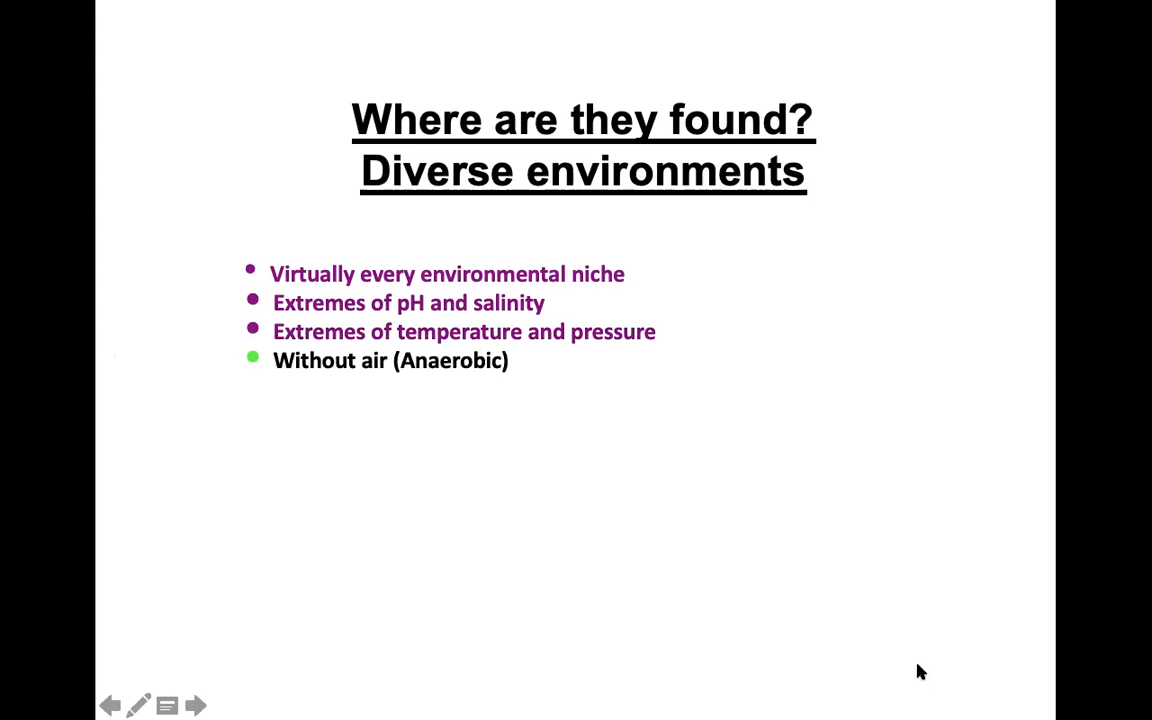 Where are they found?
Diverse environments
• Virtually every environmental niche
• Extremes of pH and salinity
• Extremes of temperature and pressure
• Without air (Anaerobic)